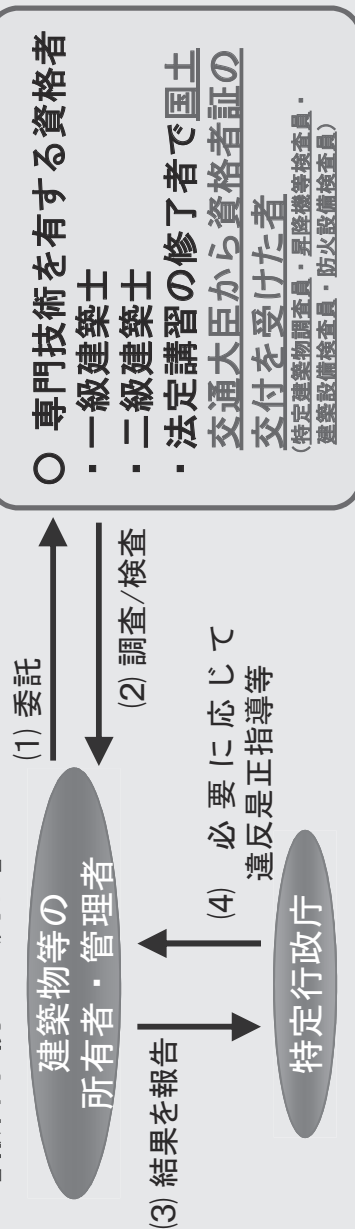 建築物等の
所有者・管理者
(1) 委託
(2) 調査/検査
〇 専門技術を有する資格者
・一級建築士
・二級建築士
・法定講習の修了者で国土
交通大臣から資格者証の
交付を受けた者
（特定建築物調査員・昇降機等検査員・
建築設備検査員・防火設備検査員）
(3) 結果を報告
(4) 必要に応じて
違反是正指導等
特定行政庁